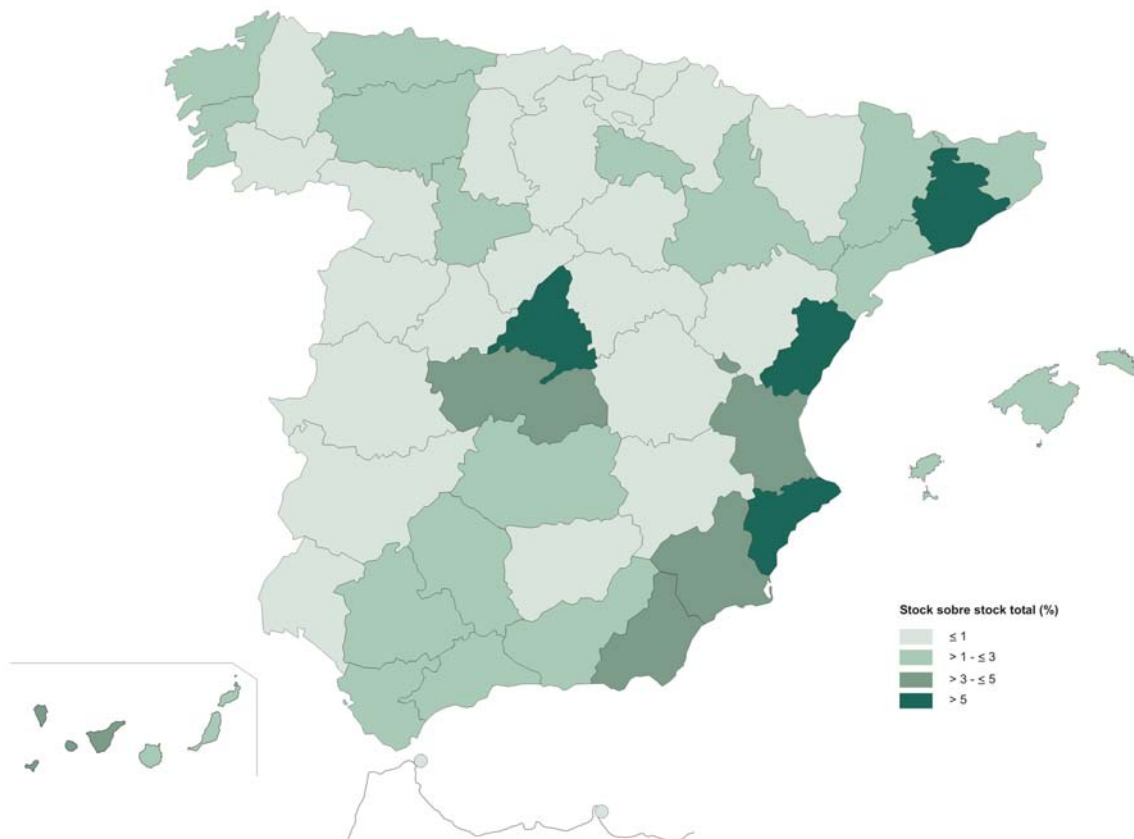 Stock sobre stock total (%)
≤ 1
> 1 - ≤ 3
> 3 - ≤ 5
> 5